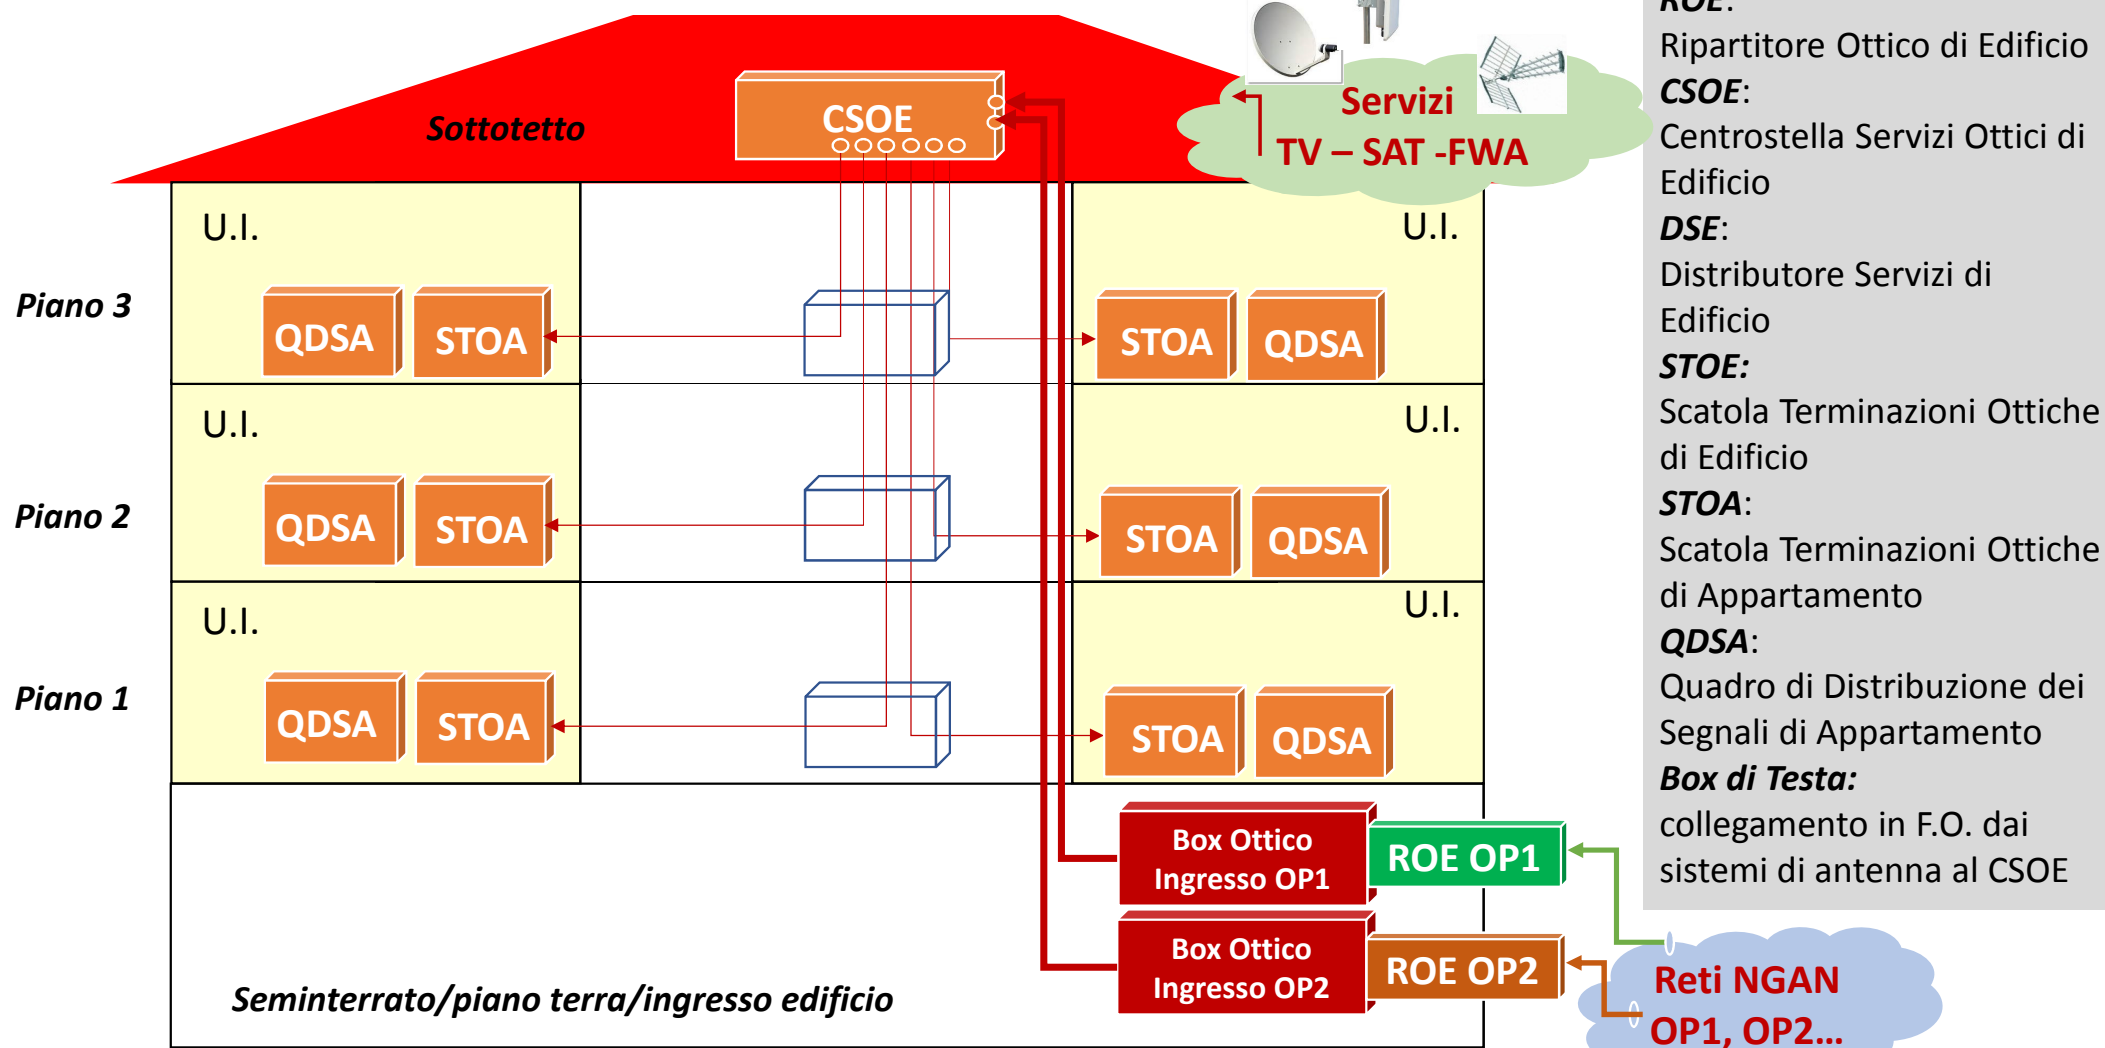 CSOE
Sottotetto
Servizi
TV – SAT -FWA
U.I.
U.I.
Piano 3
QDSA
STOA
STOA
QDSA
U.I.
U.I.
Piano 2
QDSA
STOA
STOA
QDSA
U.I.
U.I.
Piano 1
QDSA
STOA
STOA
QDSA
Box Ottico
Ingresso OP1
ROE OP1
Box Ottico
Ingresso OP2
ROE OP2
Seminterrato/piano terra/ingresso edificio
Reti NGAN
OP1, OP2...
ROE:
Ripartitore Ottico di Edificio
CSOE:
Centrostella Servizi Ottici di
Edificio
DSE:
Distributore Servizi di
Edificio
STOE:
Scatola Terminazioni Ottiche
di Edificio
STOA:
Scatola Terminazioni Ottiche
di Appartamento
QDSA:
Quadro di Distribuzione dei
Segnali di Appartamento
Box di Testa:
collegamento in F.O. dai
sistemi di antenna al CSOE